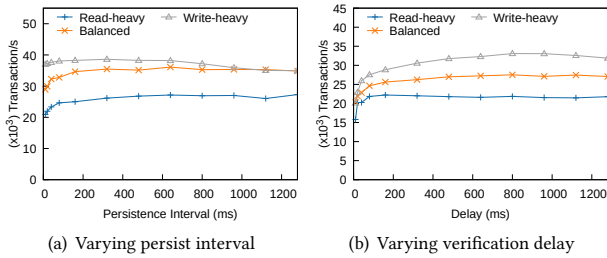 Read-heavy
Write-heavy
Balanced
(x10³) Transaction/s
50
40
30
20
10
0
0 200 400 600 800 1000 1200
Persistence Interval (ms)
(a) Varying persist interval
Read-heavy
Write-heavy
Balanced
(x10³) Transaction/s
45
40
35
30
25
20
15
10
5
0
0 200 400 600 800 1000 1200
Delay (ms)
(b) Varying verification delay